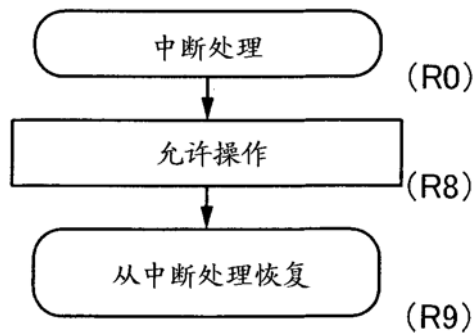 中断处理
(R0)
允许操作
(R8)
从中断处理恢复
(R9)